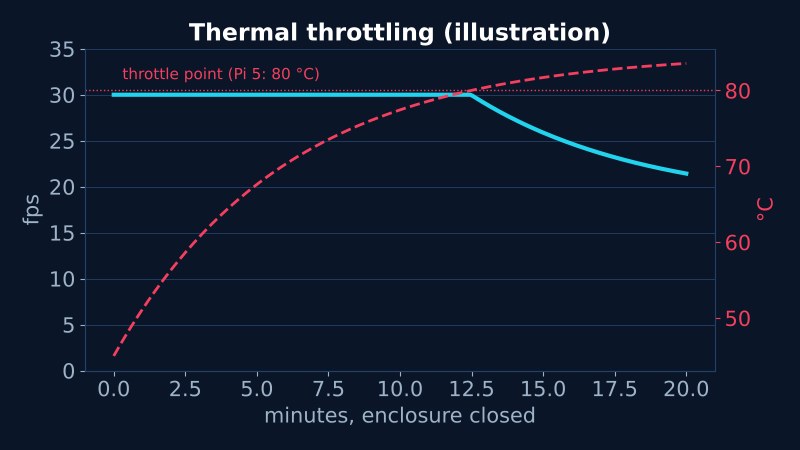 Thermal throttling (illustration)
throttle point (Pi 5: 80 °C)
35
30
25
20
15
10
5
0
fps
80
70
60
50
°C
0.0 2.5 5.0 7.5 10.0 12.5 15.0 17.5 20.0
minutes, enclosure closed